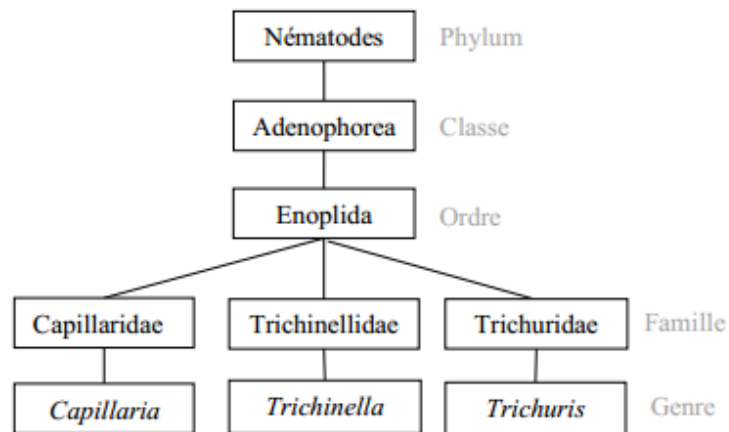 Nématodes Phylum
Adenophorea Classe
Enoplida Ordre
Capillaridae Trichinellidae Trichuridae Famille
Capillaria Trichinella Trichuris Genre